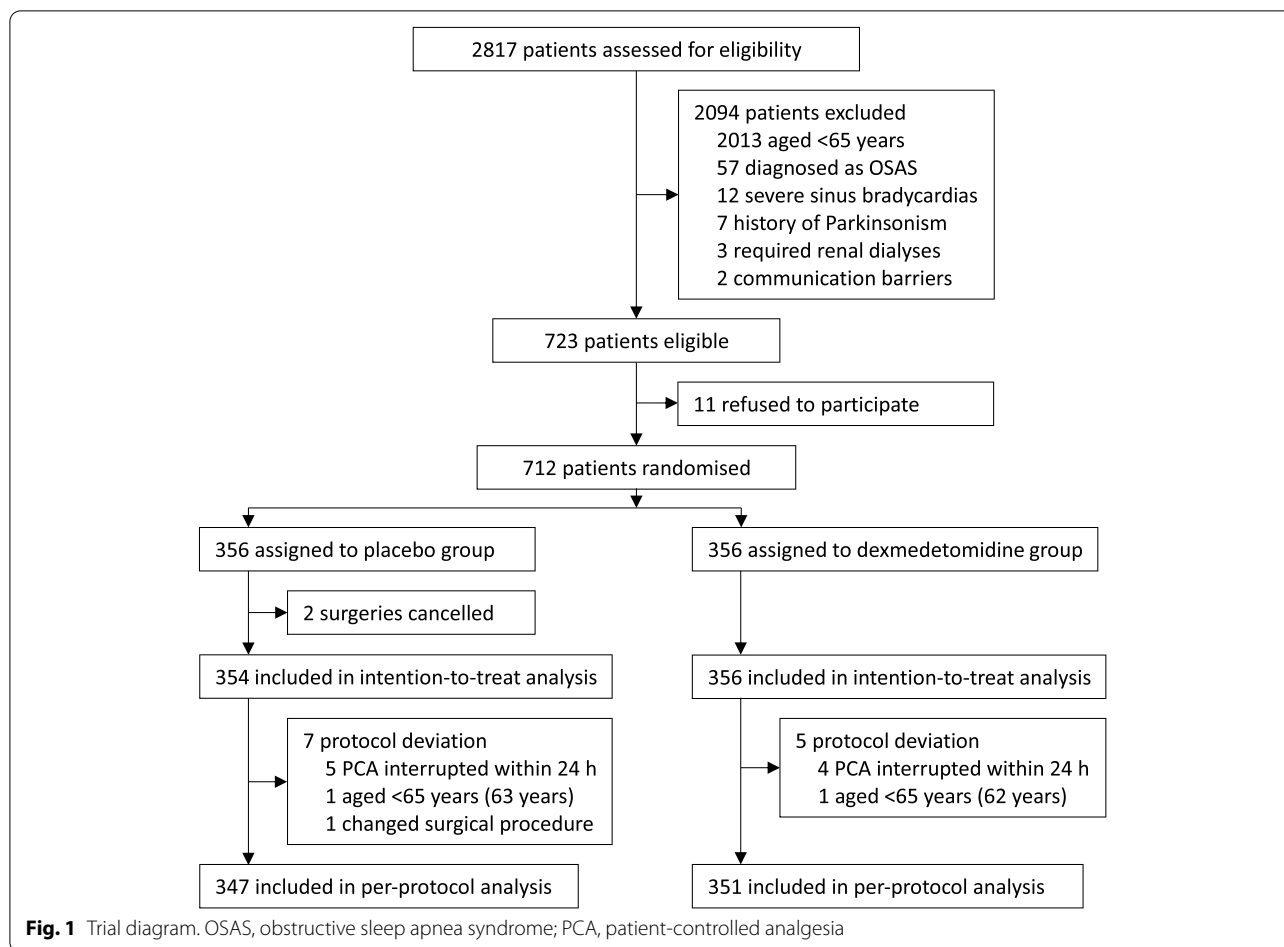 2817 patients assessed for eligibility
2094 patients excluded
2013 aged <65 years
57 diagnosed as OSAS
12 severe sinus bradycardias
7 history of Parkinsonism
3 required renal dialyses
2 communication barriers
723 patients eligible
11 refused to participate
712 patients randomised
356 assigned to placebo group
356 assigned to dexmedetomidine group
2 surgeries cancelled
354 included in intention-to-treat analysis
356 included in intention-to-treat analysis
7 protocol deviation
5 PCA interrupted within 24 h
1 aged <65 years (63 years)
1 changed surgical procedure
5 protocol deviation
4 PCA interrupted within 24 h
1 aged <65 years (62 years)
347 included in per-protocol analysis
351 included in per-protocol analysis
Fig. 1 Trial diagram. OSAS, obstructive sleep apnea syndrome; PCA, patient-controlled analgesia